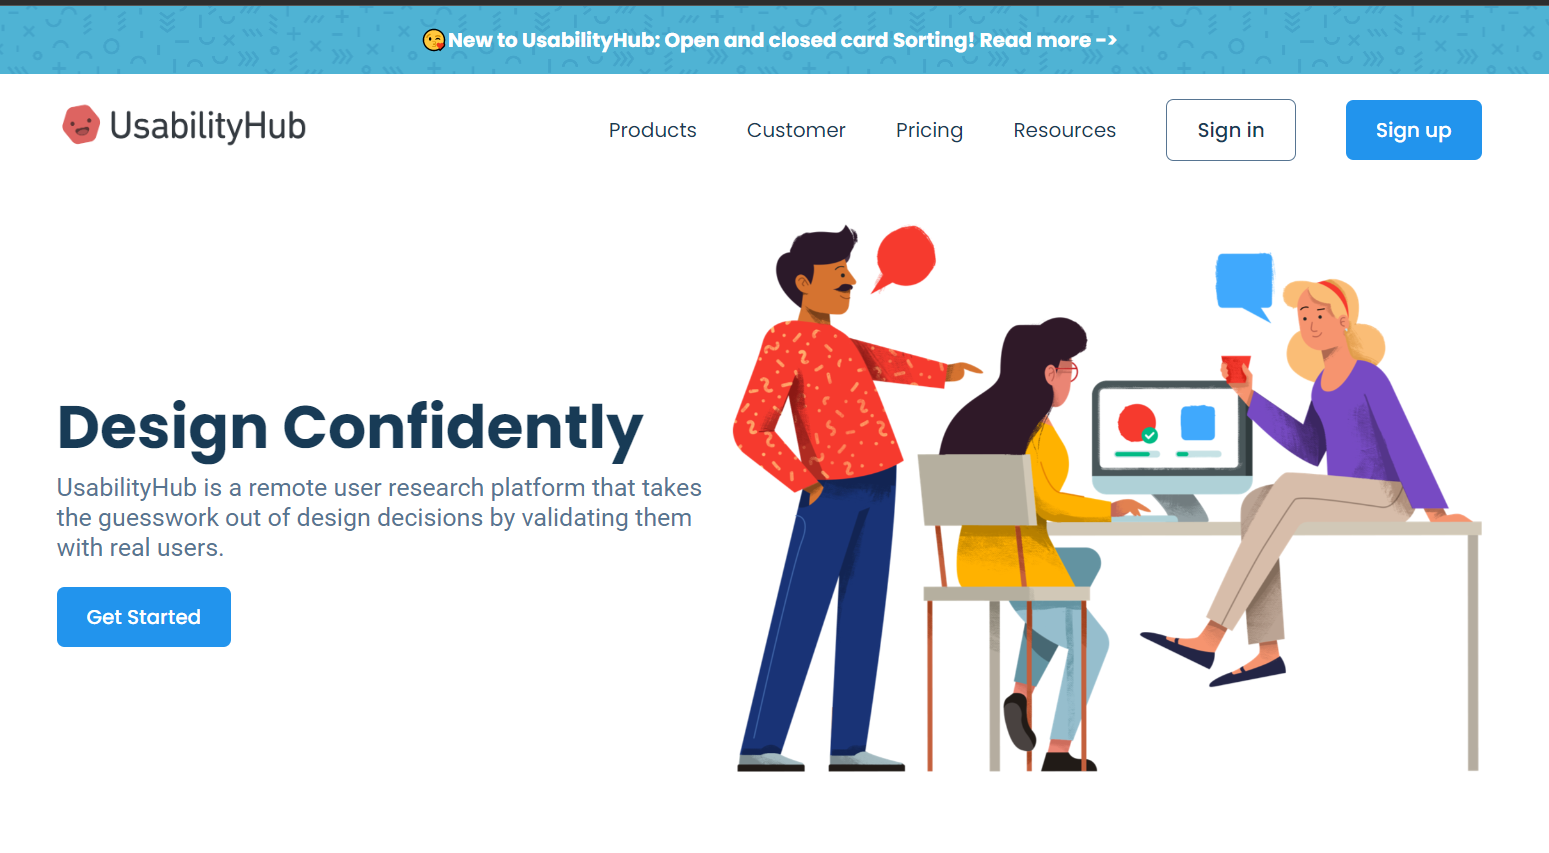 😘New to UsabilityHub: Open and closed card Sorting! Read more ->
UsabilityHub
Products
Customer
Pricing
Resources
Sign in
Sign up
Design Confidently
UsabilityHub is a remote user research platform that takes
the guesswork out of design decisions by validating them
with real users.
Get Started